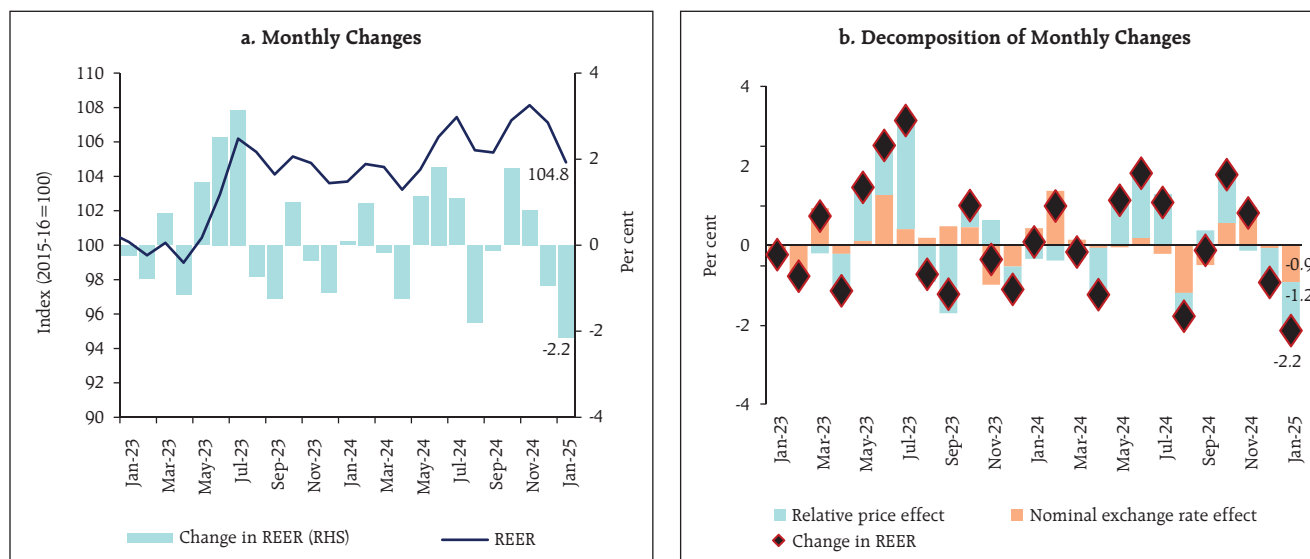 a. Monthly Changes
Index (2015-16=100)
110
108
106
104
102
100
98
96
94
92
90
4
2
0
-2
-4
Per cent
104.8
-2.2
Jan-23
Mar-23
May-23
Jul-23
Sep-23
Nov-23
Jan-24
Mar-24
May-24
Jul-24
Sep-24
Nov-24
Jan-25
Change in REER (RHS)
REER
b. Decomposition of Monthly Changes
Per cent
4
2
0
-2
-4
-0.9
-1.2
-2.2
Jan-23
Mar-23
May-23
Jul-23
Sep-23
Nov-23
Jan-24
Mar-24
May-24
Jul-24
Sep-24
Nov-24
Jan-25
Relative price effect
Nominal exchange rate effect
Change in REER